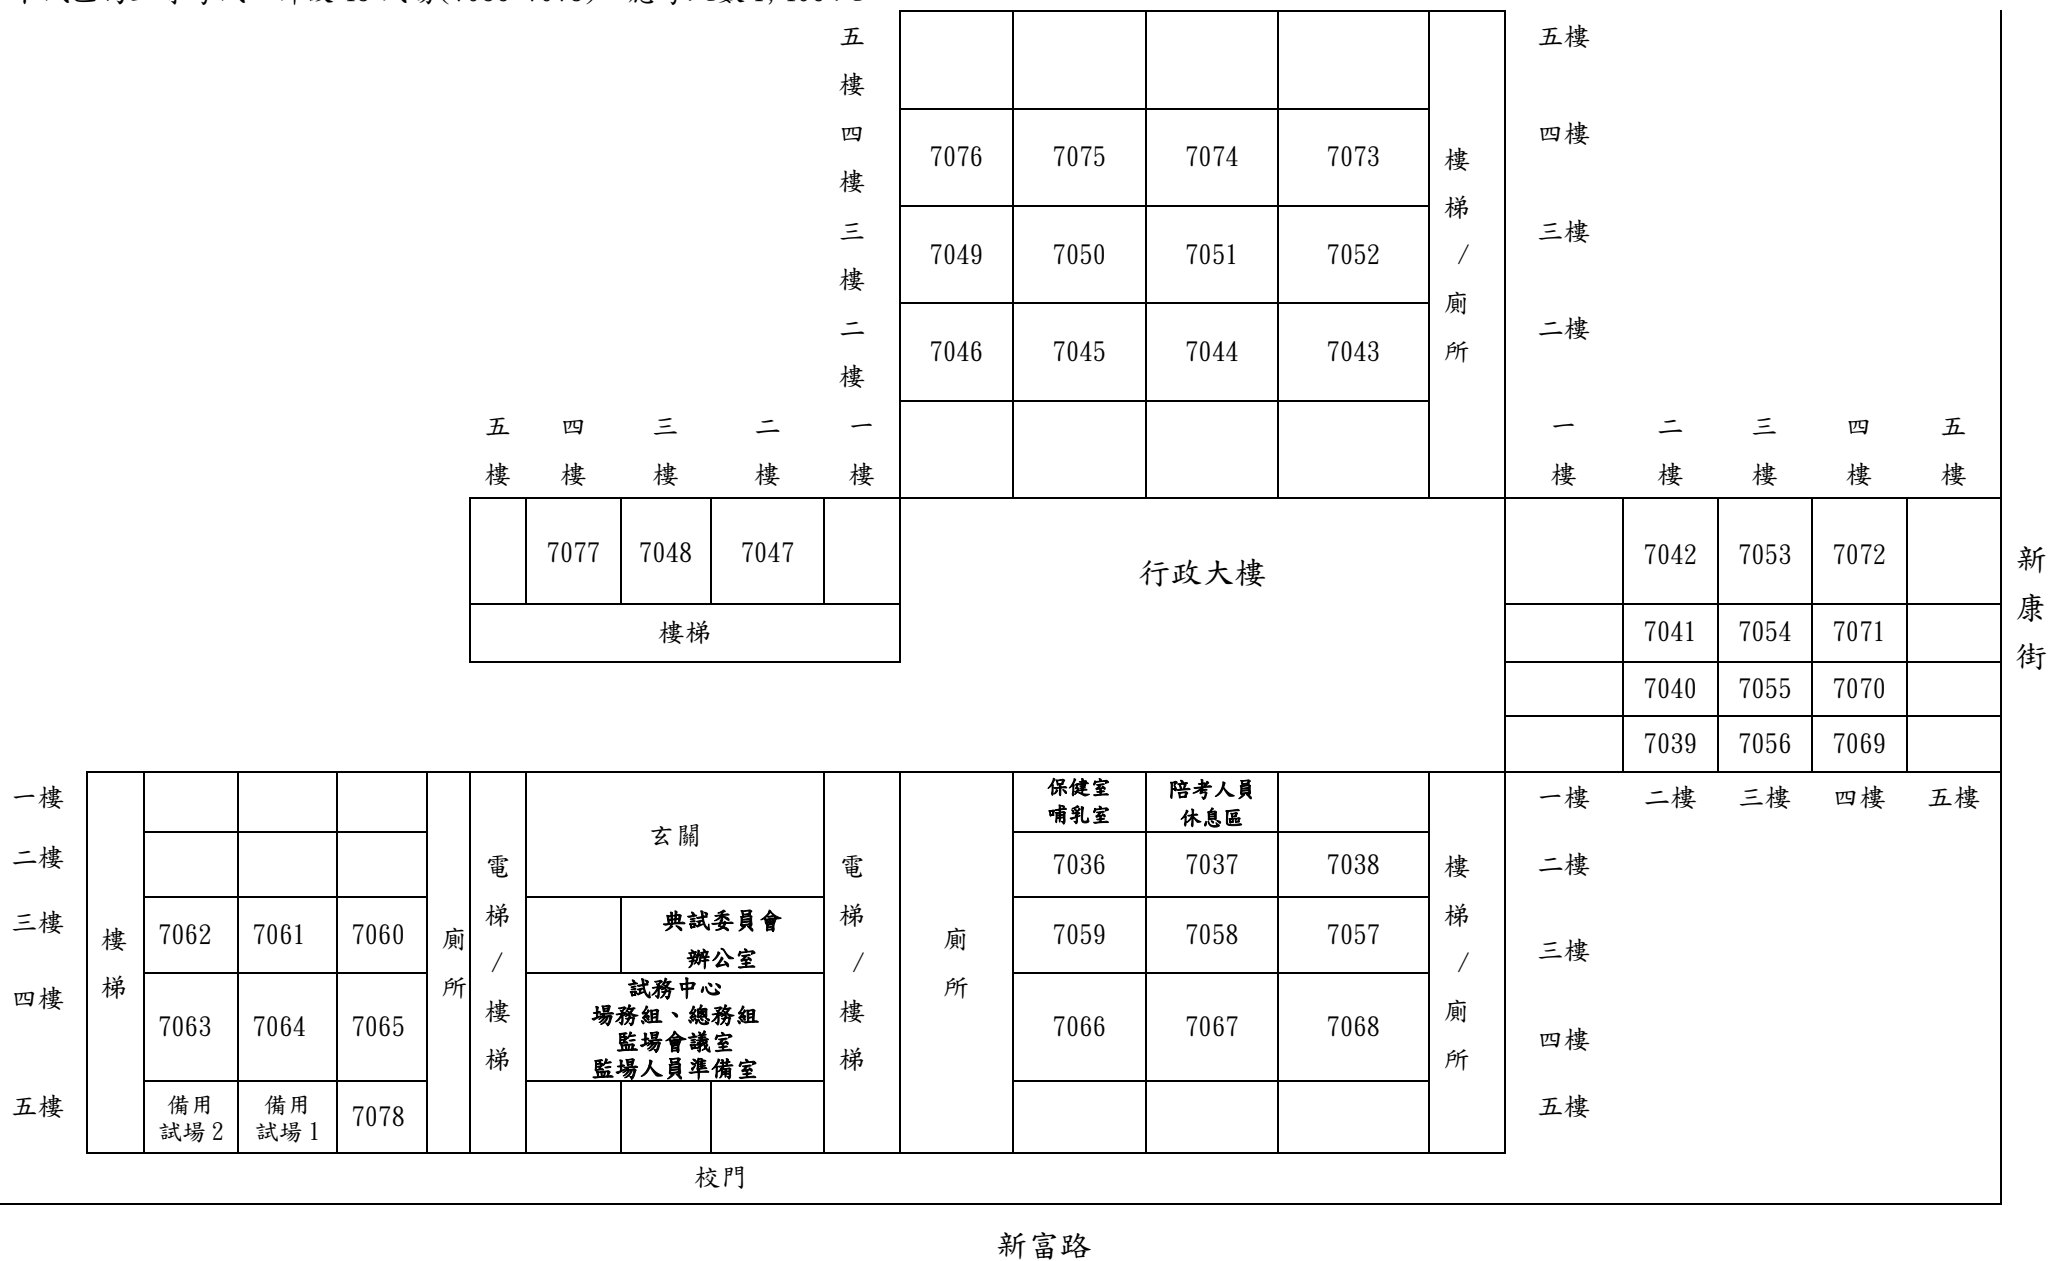 五樓
五樓
四樓
7076 7075 7074 7073
四樓
三樓
7049 7050 7051 7052
三樓
二樓
7046 7045 7044 7043
二樓
樓梯/廁所
五樓 四樓 三樓 二樓 一樓
一樓 二樓 三樓 四樓 五樓
7077 7048 7047
樓梯
行政大樓
7042 7053 7072
7041 7054 7071
7040 7055 7070
7039 7056 7069
新康街
一樓 二樓 三樓 四樓 五樓
一樓
二樓
三樓
四樓
五樓
樓梯
7062 7061 7060
7063 7064 7065
備用
試場2
備用
試場1
7078
廁所
電梯/樓梯
玄關
典試委員會
辦公室
試務中心
場務組、總務組
監場會議室
監場人員準備室
電梯/樓梯
廁所
保健室
哺乳室
陪考人員
休息區
7036 7037 7038
7059 7058 7057
7066 7067 7068
樓梯/廁所
二樓
三樓
四樓
五樓
校門
新富路